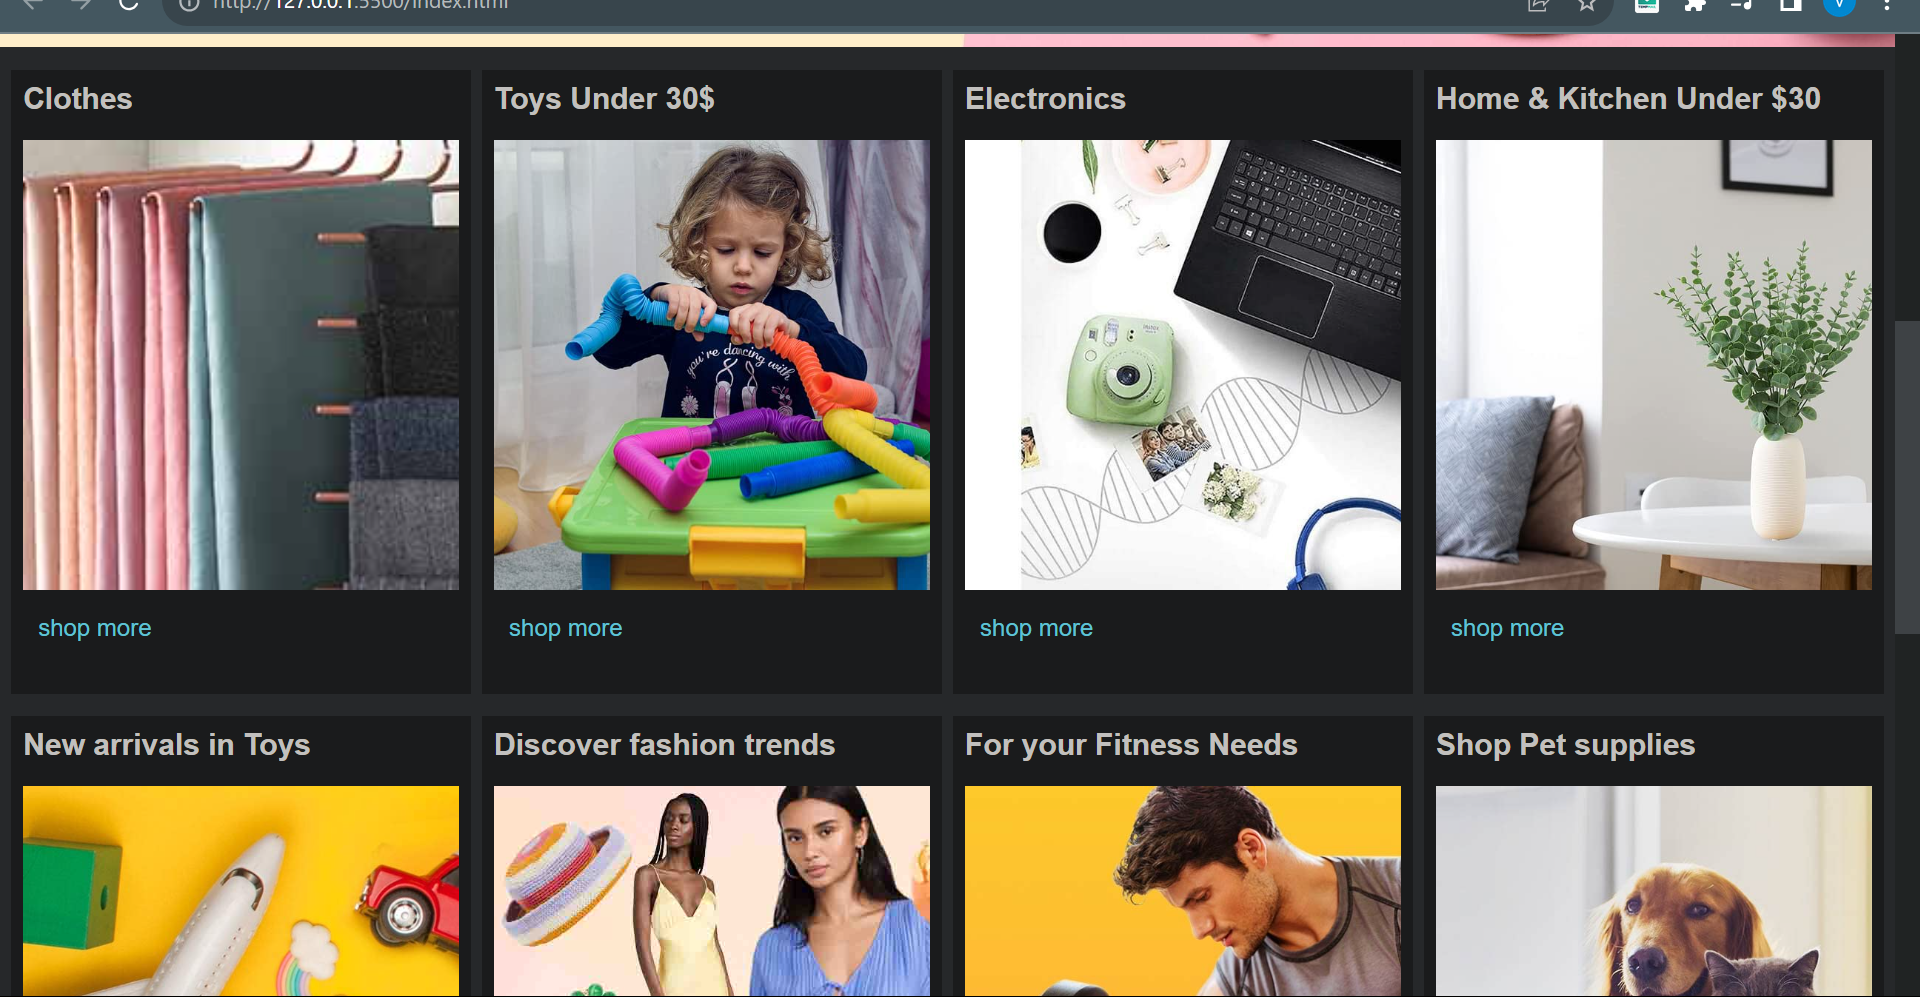 http://127.0.0.1:5500/index.html
V
Clothes
Toys Under 30$
Electronics
Home & Kitchen Under $30
you're dancing with
shop more
shop more
shop more
shop more
New arrivals in Toys
Discover fashion trends
For your Fitness Needs
Shop Pet supplies